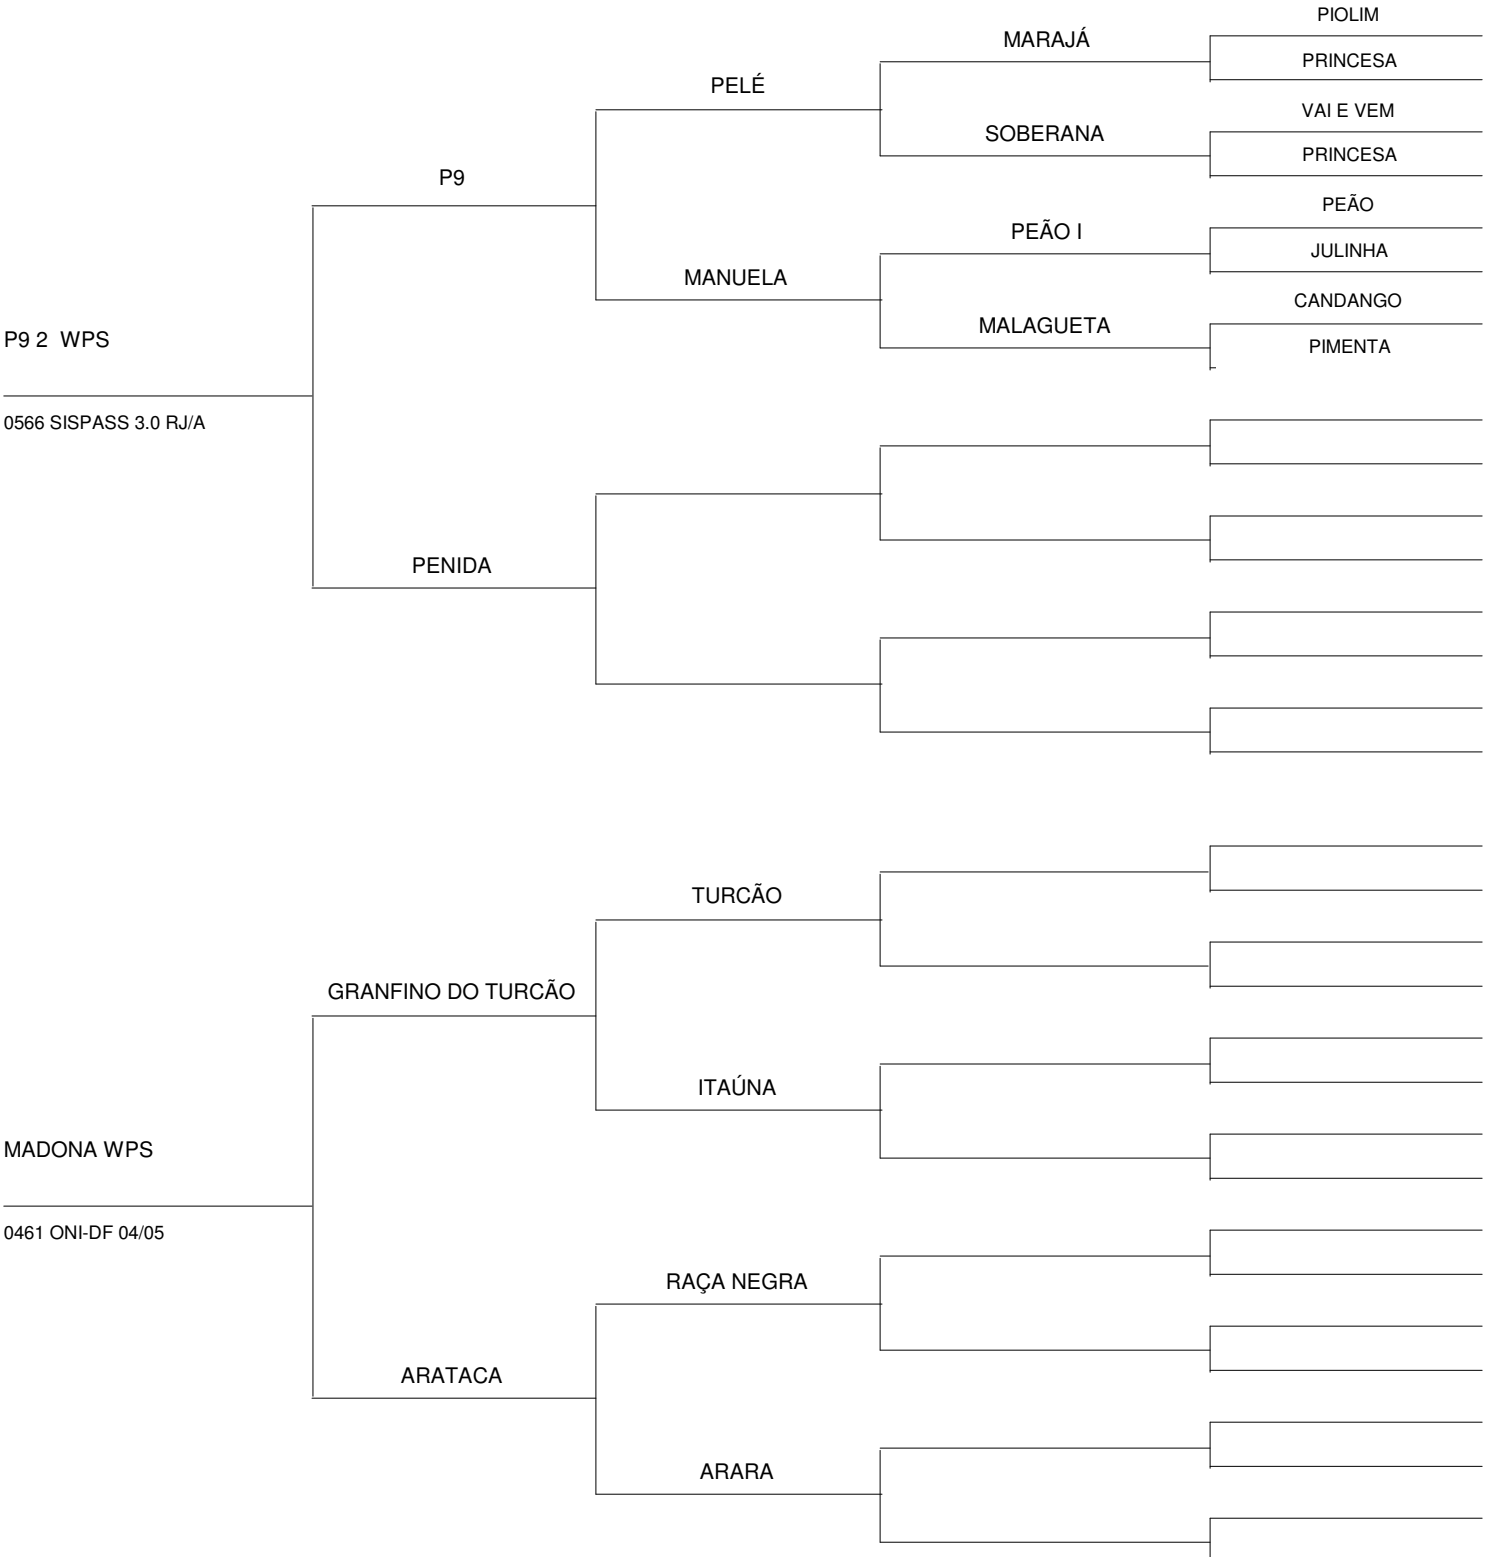 PIOLIM
MARAJÁ
PRINCESA
PELÉ
VAI E VEM
SOBERANA
PRINCESA
P9
PEÃO
PEÃO I
JULINHA
MANUELA
CANDANGO
MALAGUETA
P9 2 WPS
PIMENTA
0566 SISPASS 3.0 RJ/A
PENIDA
TURCÃO
GRANFINO DO TURCÃO
ITAÚNA
MADONA WPS
0461 ONI-DF 04/05
RAÇA NEGRA
ARATACA
ARARA